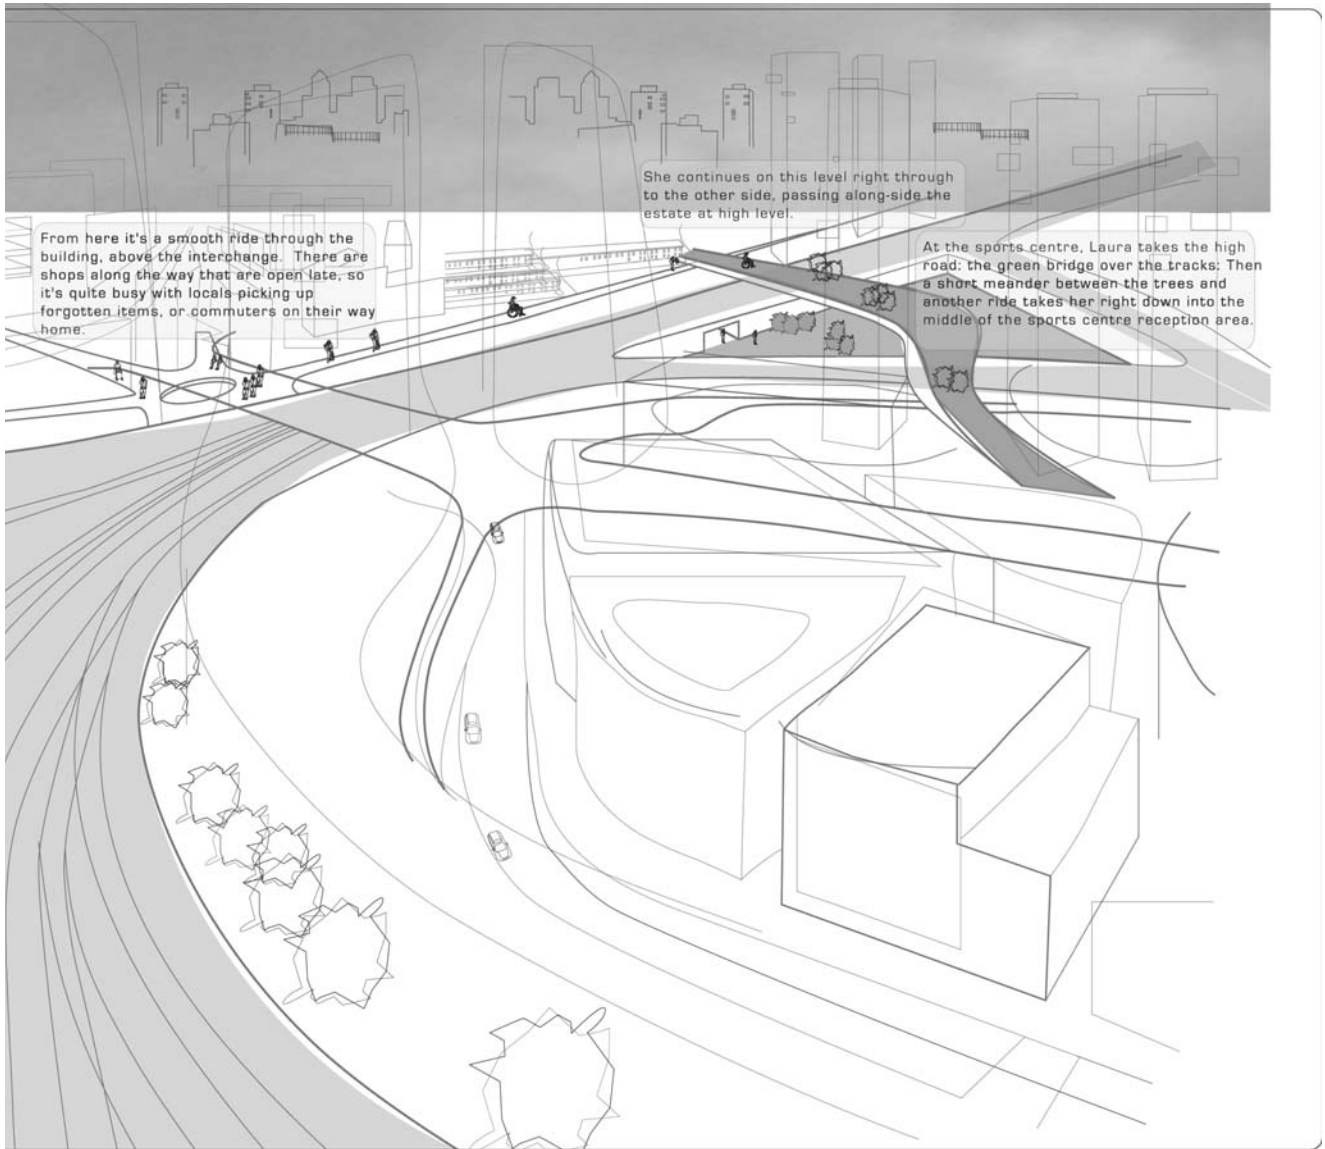 From here it's a smooth ride through the
building, above the interchange. There are
shops along the way that are open late, so
it's quite busy with locals picking up
forgotten items, or commuters on their way
home.
She continues on this level right through
to the other side, passing along-side the
estate at high level.
At the sports centre, Laura takes the high
road: the green bridge over the tracks. Then
a short meander between the trees and
another ride takes her right down into the
middle of the sports centre reception area.